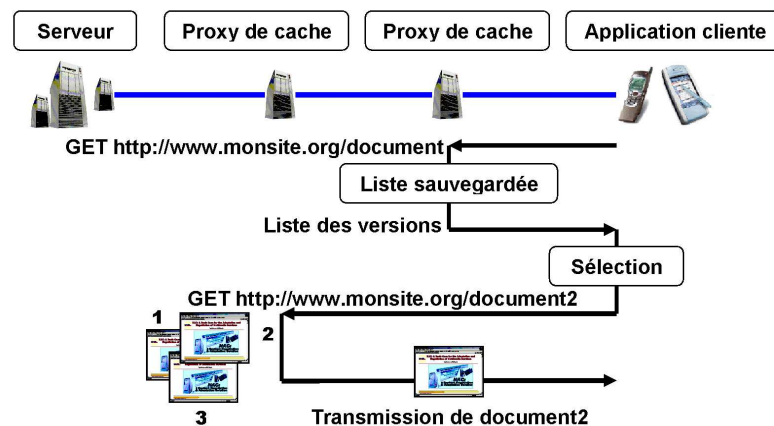 Serveur
Proxy de cache
Proxy de cache
Application cliente
GET http://www.monsite.org/document
Liste sauvegardée
Liste des versions
Sélection
GET http://www.monsite.org/document2
1
2
3
Transmission de document2